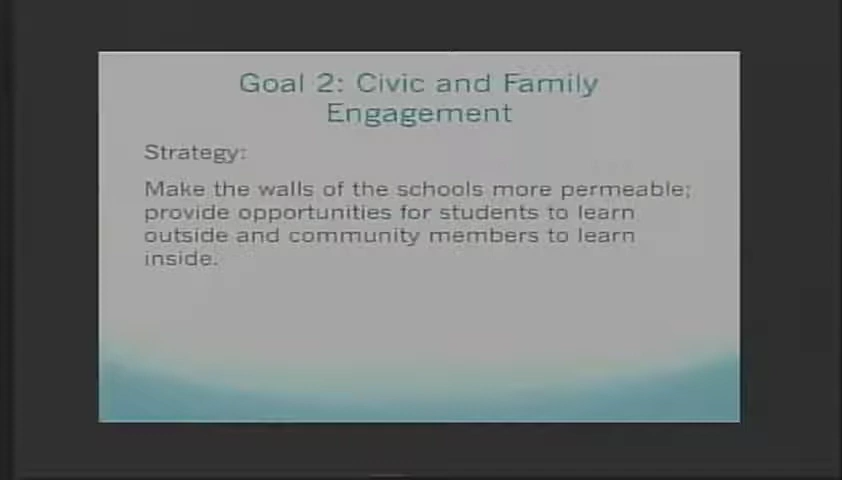 Goal 2: Civic and Family
Engagement
Strategy:
Make the walls of the schools more permeable;
provide opportunities for students to learn
outside and community members to learn
inside.